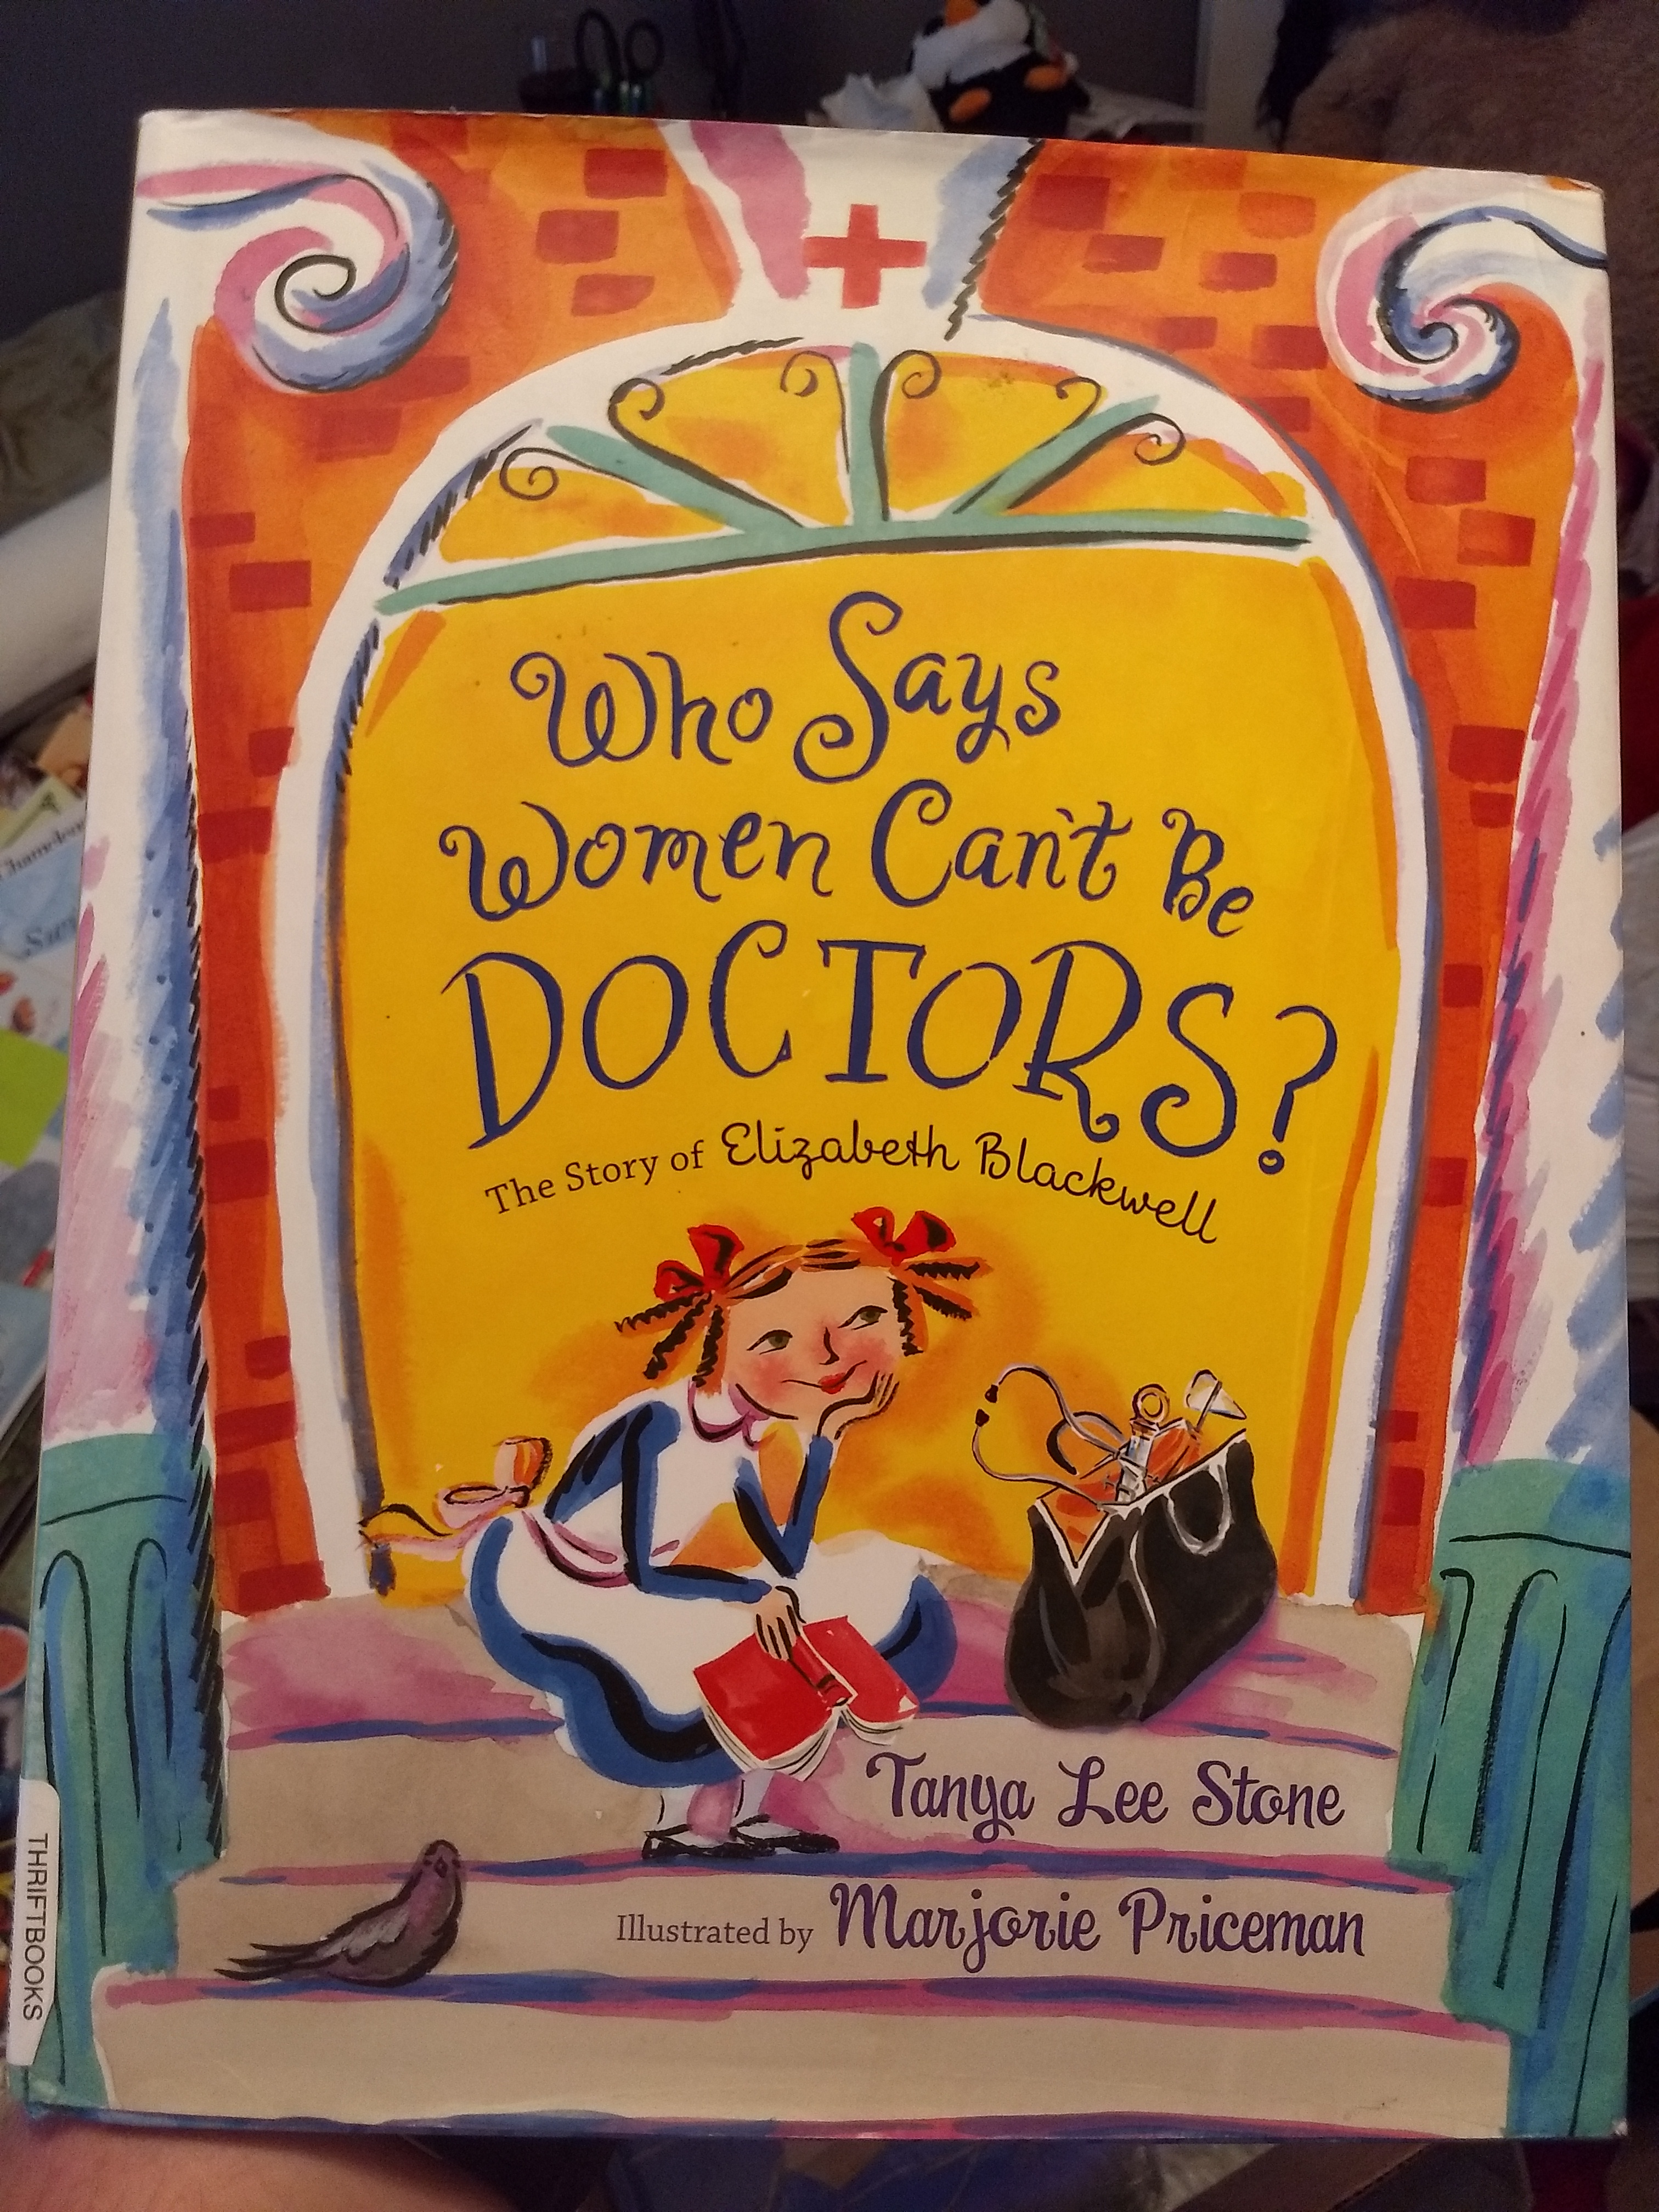 Who Says
Women Can't Be
DOCTORS?
The Story of Elizabeth Blackwell
Tanya Lee Stone
Illustrated by Marjorie Priceman
THRIFTBOOKS